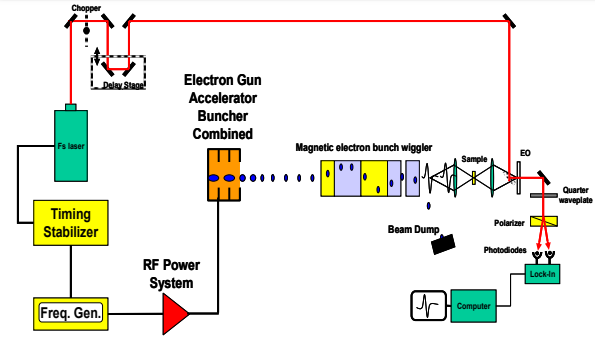 Chopper
Delay Stage
Electron Gun
Accelerator
Buncher
Combined
Fs laser
Magnetic electron bunch wiggler
Sample
EO
Quarter
waveplate
Timing
Stabilizer
Polarizer
Beam Dump
Photodiodes
RF Power
System
Lock-In
Freq. Gen.
Computer